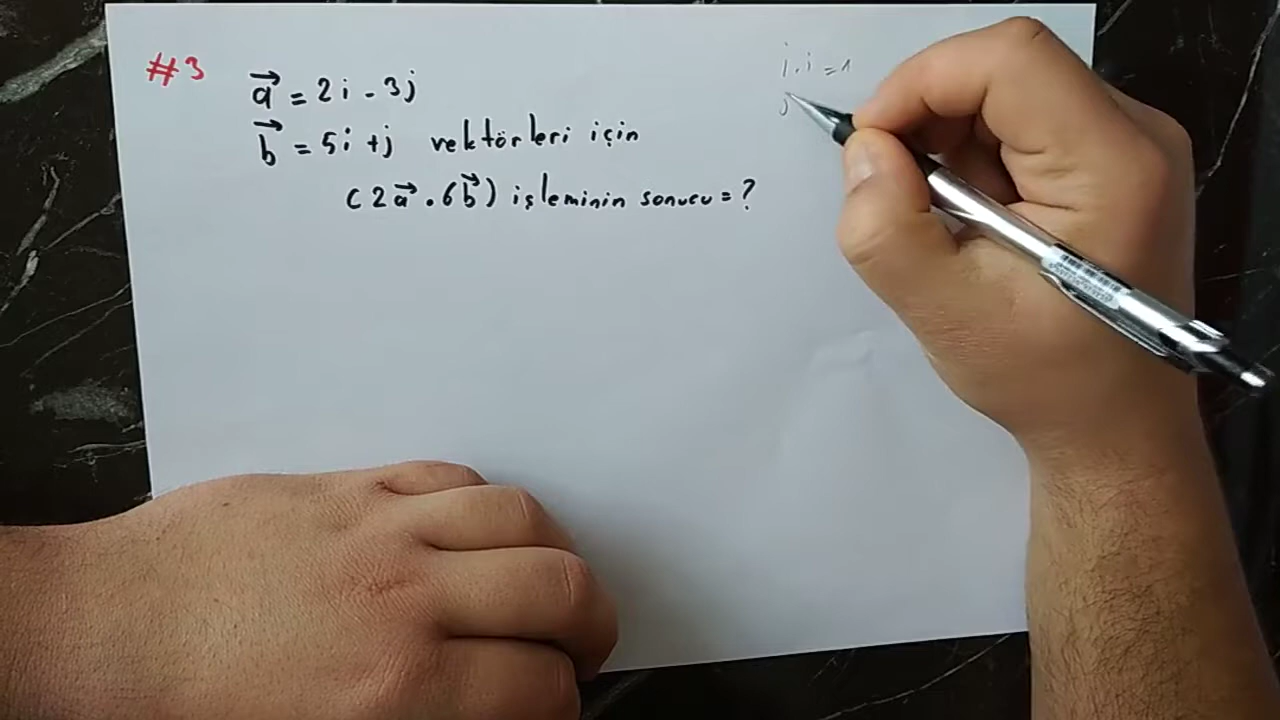 #3
a⃗ = 2i - 3j
b⃗ = 5i + j vektörleri için
(2a⃗ . 6b⃗) işleminin sonucu = ?
i . i = 1
j